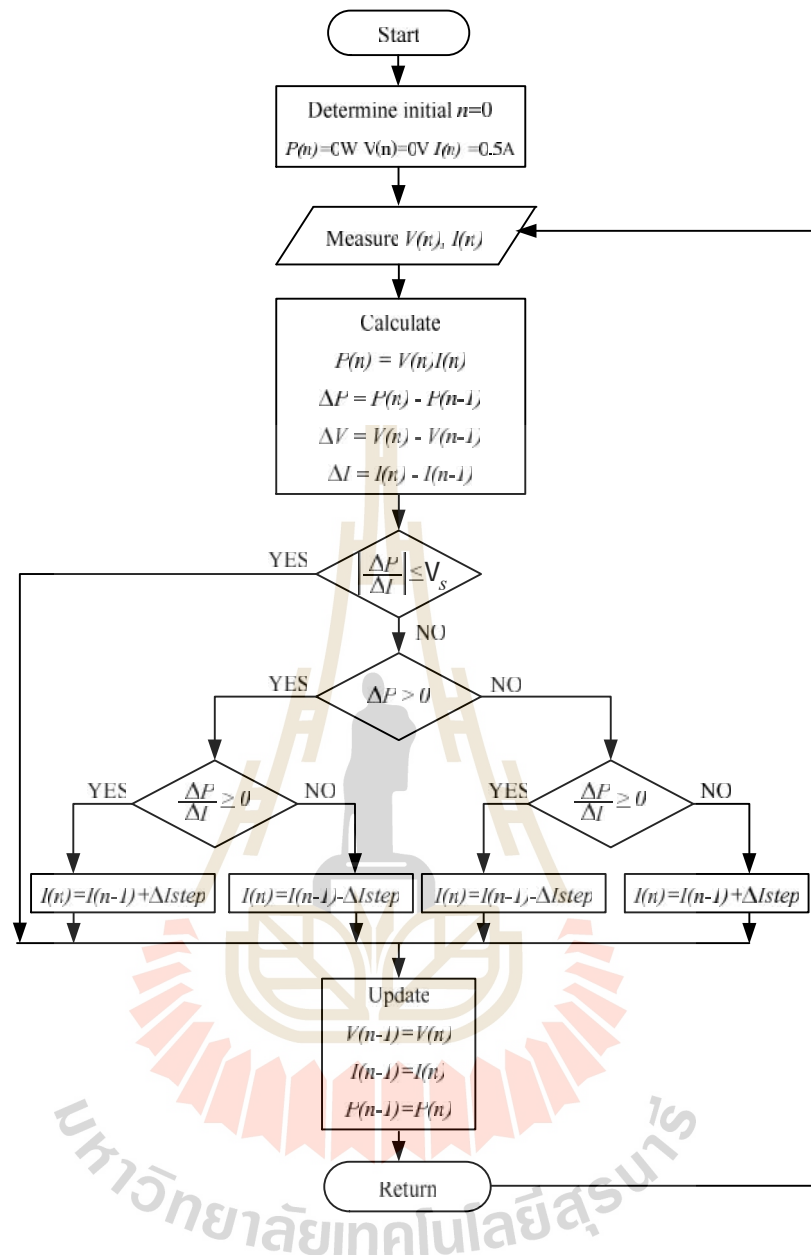 Start
Determine initial n=0
P(n)=0W V(n)=0V I(n) =0.5A
Measure V(n), I(n)
Calculate
P(n) = V(n)I(n)
ΔP = P(n) - P(n-1)
ΔV = V(n) - V(n-1)
ΔI = I(n) - I(n-1)
YES
|ΔP/ΔI| ≤ Vs
NO
YES
ΔP > 0
NO
YES
ΔP/ΔI ≥ 0
NO
YES
ΔP/ΔI ≥ 0
NO
I(n)=I(n-1)+ΔIstep
I(n)=I(n-1)-ΔIstep
I(n)=I(n-1)-ΔIstep
I(n)=I(n-1)+ΔIstep
Update
V(n-1)=V(n)
I(n-1)=I(n)
P(n-1)=P(n)
Return
มหาวิทยาลัยเทคโนโลยีสุรนารี